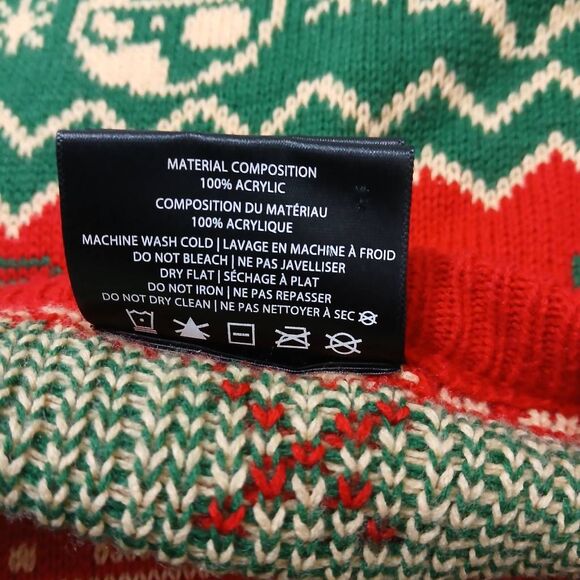 MATERIAL COMPOSITION
100% ACRYLIC
COMPOSITION DU MATÉRIAU
100% ACRYLIQUE
MACHINE WASH COLD | LAVAGE EN MACHINE À FROID
DO NOT BLEACH | NE PAS JAVELLISER
DRY FLAT | SÉCHAGE À PLAT
DO NOT IRON | NE PAS REPASSER
DO NOT DRY CLEAN | NE PAS NETTOYER À SEC